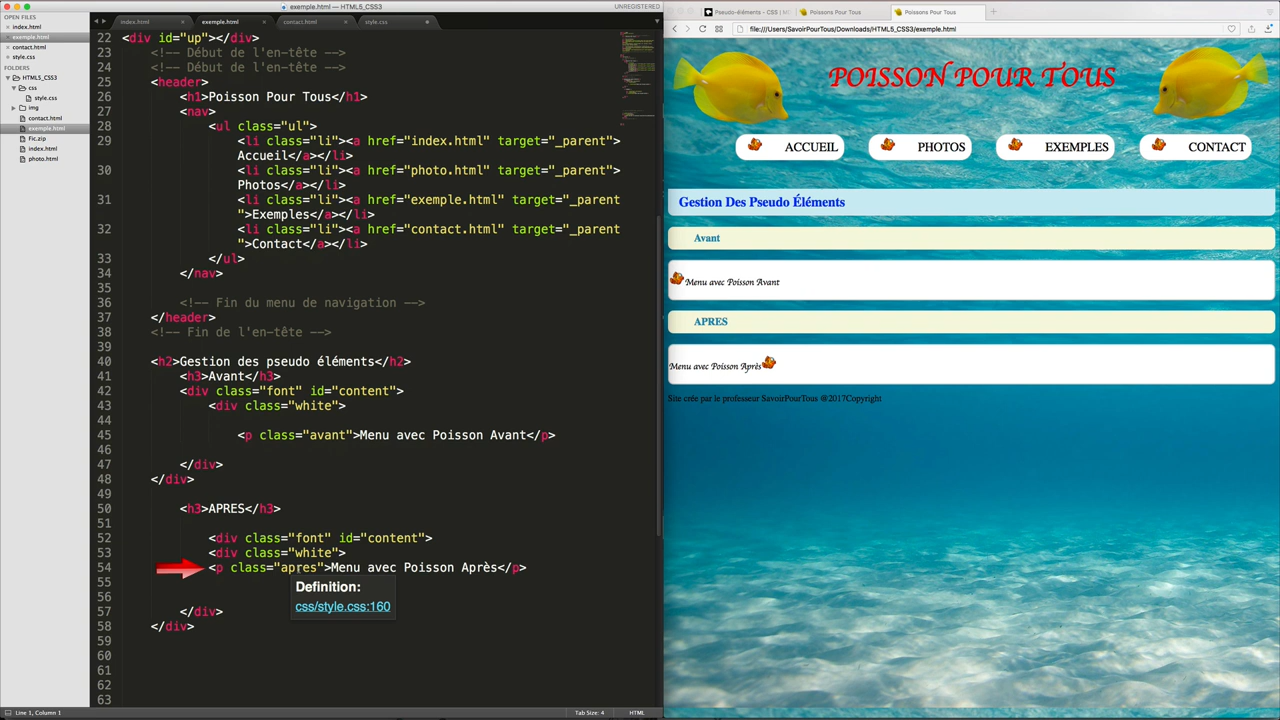 exemple.html — HTML5_CSS3
UNREGISTERED
OPEN FILES
index.html
exemple.html
contact.html
style.css
FOLDERS
HTML5_CSS3
css
style.css
img
contact.html
exemple.html
Fic.zip
index.html
photo.html
index.html
exemple.html
contact.html
style.css
22 <div id="up"></div>
23 <!-- Début de l'en-tête -->
24 <!-- Début de l'en-tête -->
25 <header>
26 <h1>Poisson Pour Tous</h1>
27 <nav>
28 <ul class="ul">
29 <li class="li"><a href="index.html" target="_parent">
Accueil</a></li>
30 <li class="li"><a href="photo.html" target="_parent">
Photos</a></li>
31 <li class="li"><a href="exemple.html" target="_parent
">Exemples</a></li>
32 <li class="li"><a href="contact.html" target="_parent
">Contact</a></li>
33 </ul>
34 </nav>
35
36 <!-- Fin du menu de navigation -->
37 </header>
38 <!-- Fin de l'en-tête -->
39
40 <h2>Gestion des pseudo éléments</h2>
41 <h3>Avant</h3>
42 <div class="font" id="content">
43 <div class="white">
44
45 <p class="avant">Menu avec Poisson Avant</p>
46
47 </div>
48 </div>
49
50 <h3>APRES</h3>
51
52 <div class="font" id="content">
53 <div class="white">
54 <p class="apres">Menu avec Poisson Après</p>
55
Definition:
56
css/style.css:160
57 </div>
58 </div>
59
60
61
62
63
Line 1, Column 1
Tab Size: 4
HTML
Poissons Pour Tous
Poissons Pour Tous
file:///Users/SavoirPourTous/Downloads/HTML5_CSS3/exemple.html
POISSON POUR TOUS
ACCUEIL
PHOTOS
EXEMPLES
CONTACT
Gestion Des Pseudo Éléments
Avant
Menu avec Poisson Avant
APRES
Menu avec Poisson Après
Site crée par le professeur SavoirPourTous @2017Copyright